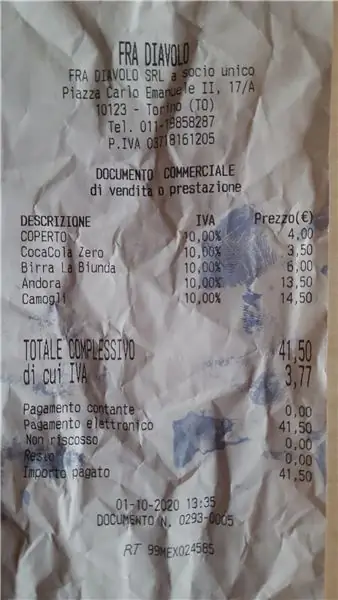 FRA DIAVOLO
FRA DIAVOLO SRL a socio unico
Piazza Carlo Emanuele II, 17/A
10123 - Torino (TO)
Tel. 011-19858287
P.IVA 03718161205
DOCUMENTO COMMERCIALE
di vendita o prestazione
DESCRIZIONE IVA Prezzo(€)
COPERTO 10,00% 4,00
CocaCola Zero 10,00% 3,50
Birra La Biunda 10,00% 6,00
Andora 10,00% 13,50
Camogli 10,00% 14,50
TOTALE COMPLESSIVO 41,50
di cui IVA 3,77
Pagamento contante 0,00
Pagamento elettronico 41,50
Non riscosso 0,00
Resto 0,00
Importo pagato 41,50
01-10-2020 13:35
DOCUMENTO N. 0293-0005
RT 99MEX024585